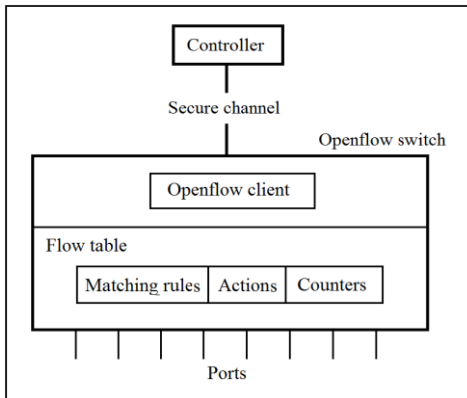 Controller
Secure channel
Openflow switch
Openflow client
Flow table
Matching rules Actions Counters
Ports